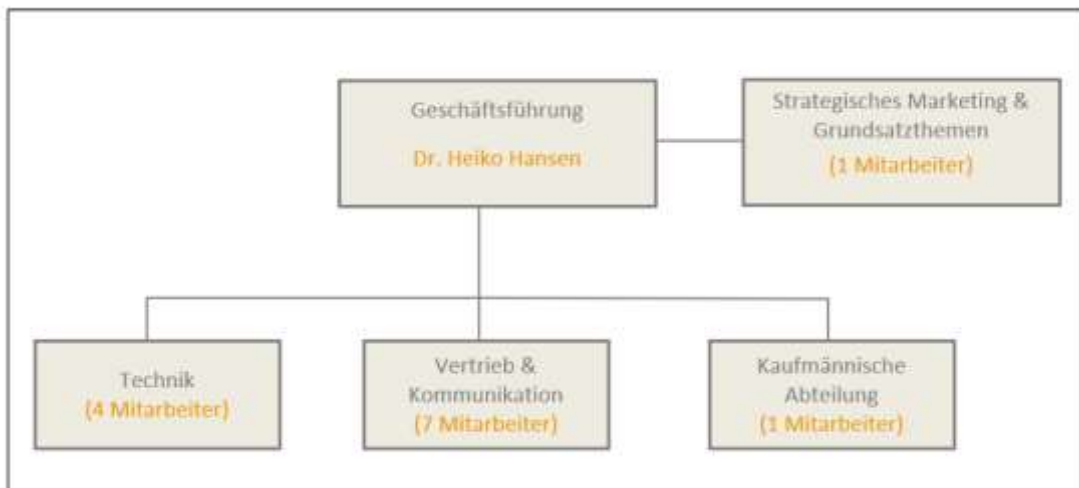 Geschäftsführung
Dr. Heiko Hansen
Strategisches Marketing &
Grundsatzthemen
(1 Mitarbeiter)
Technik
(4 Mitarbeiter)
Vertrieb &
Kommunikation
(7 Mitarbeiter)
Kaufmännische
Abteilung
(1 Mitarbeiter)